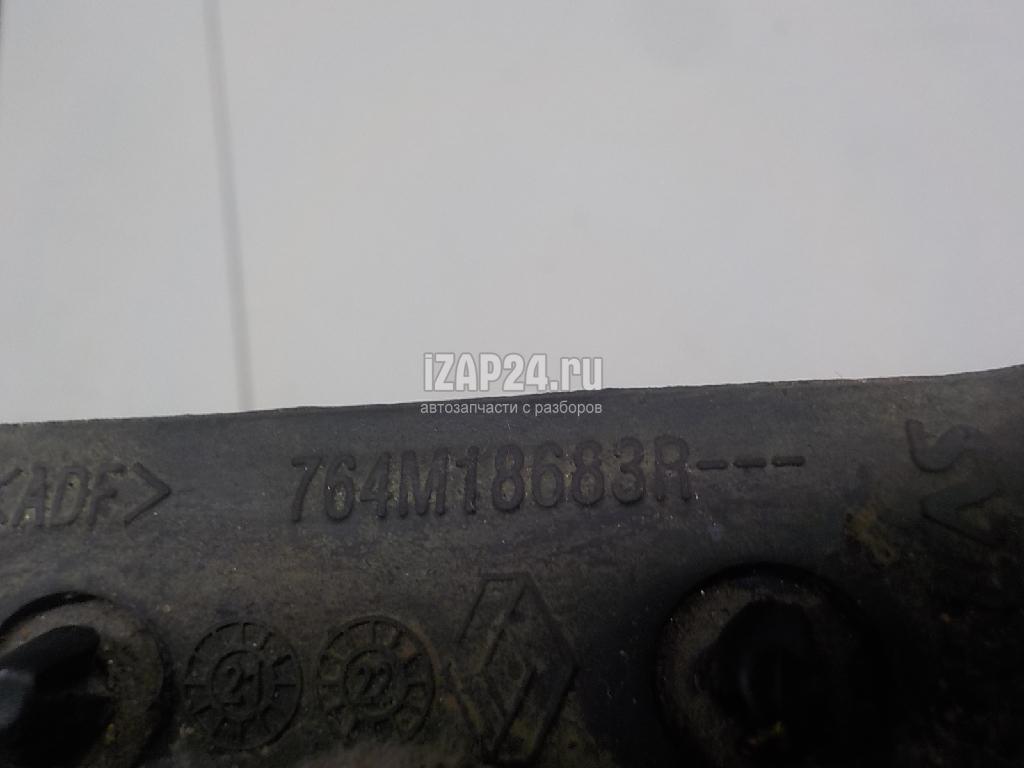 iZAP24.ru
автозапчасти с разборов
<ADF>
764M18683R---
21
22